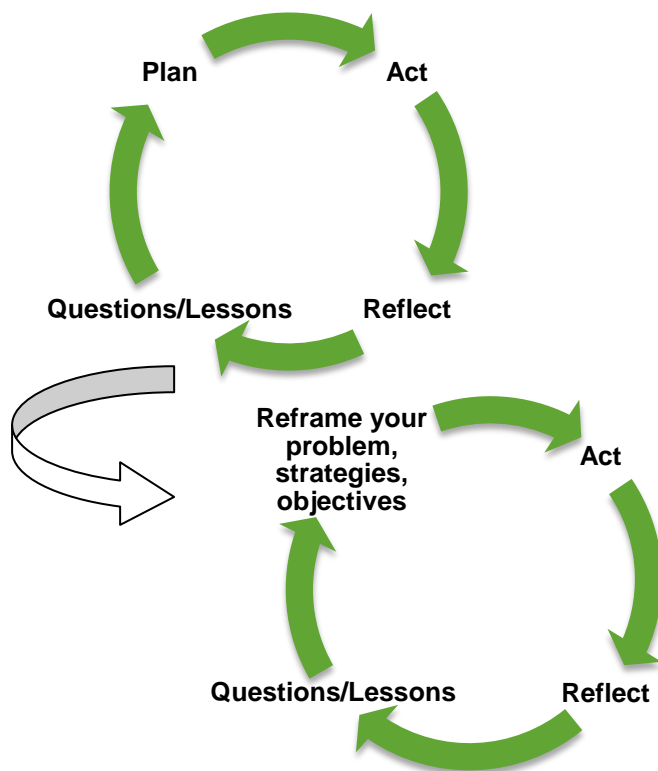 Plan
Act
Questions/Lessons
Reflect
Reframe your
problem,
strategies,
objectives
Act
Questions/Lessons
Reflect